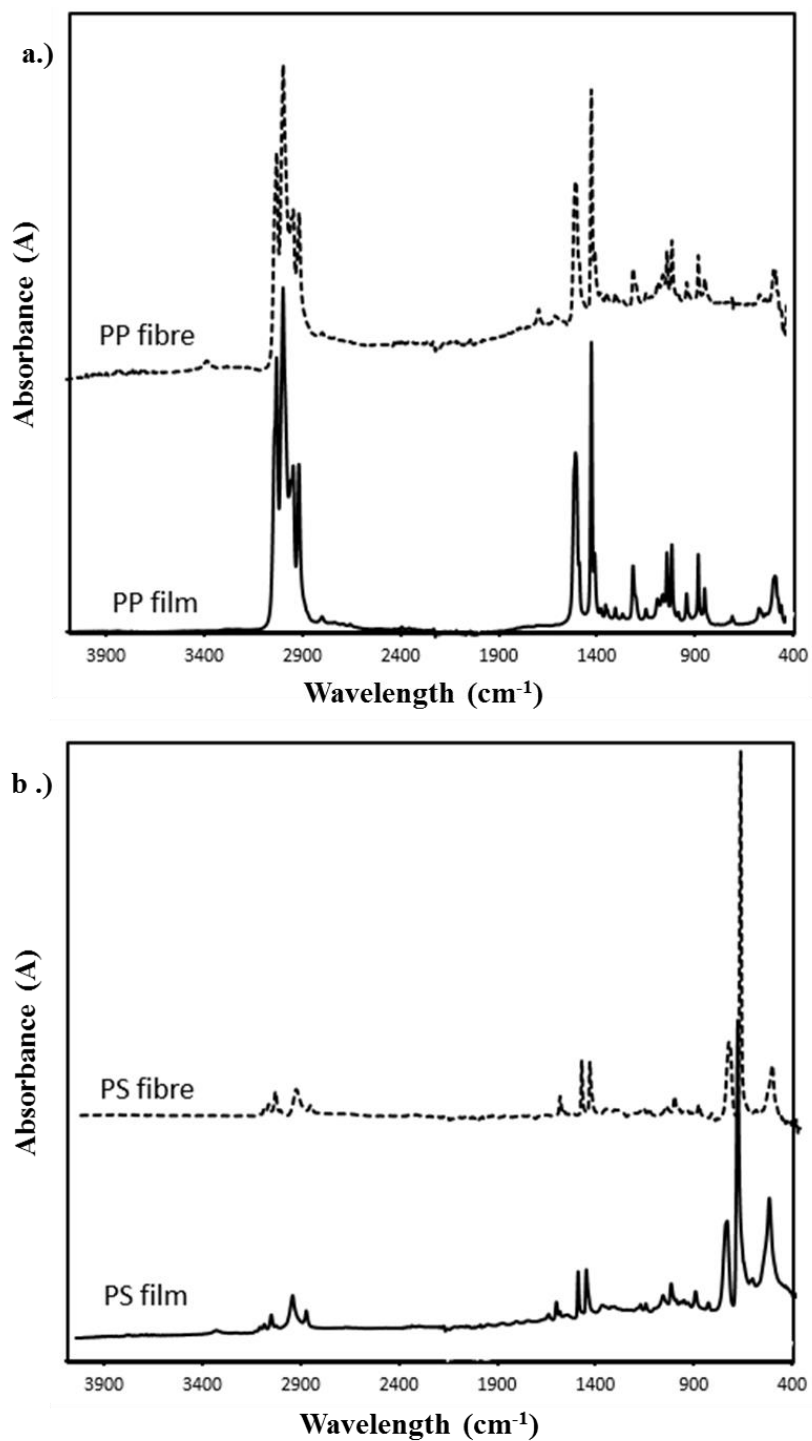 a.)
Absorbance (A)
PP fibre
PP film
3900 3400 2900 2400 1900 1400 900 400
Wavelength (cm-1)
b .)
Absorbance (A)
PS fibre
PS film
3900 3400 2900 2400 1900 1400 900 400
Wavelength (cm-1)